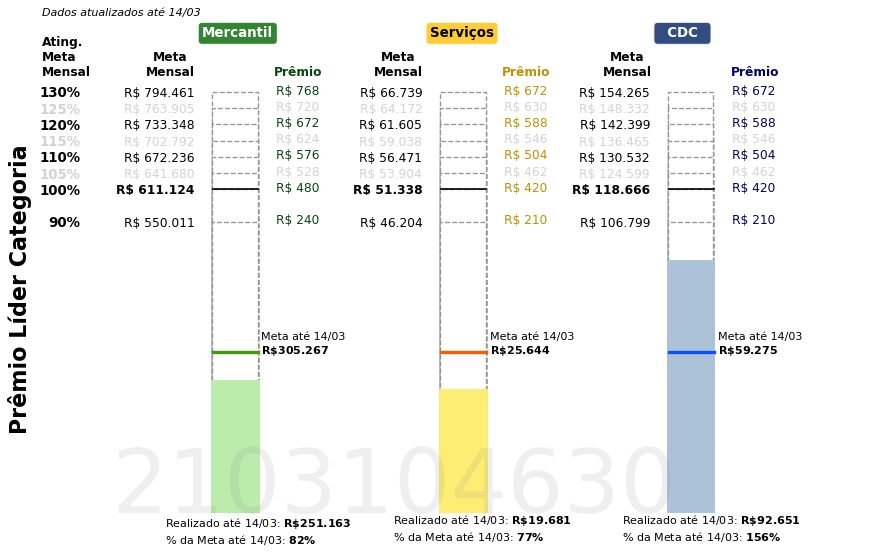 Dados atualizados até 14/03
Mercantil Serviços CDC
Ating. Meta Mensal Meta Mensal Prêmio Meta Mensal Prêmio Meta Mensal Prêmio
130% R$ 794.461 R$ 768 R$ 66.739 R$ 672 R$ 154.265 R$ 672
125% R$ 763.905 R$ 720 R$ 64.172 R$ 630 R$ 148.332 R$ 630
120% R$ 733.348 R$ 672 R$ 61.605 R$ 588 R$ 142.399 R$ 588
115% R$ 702.792 R$ 624 R$ 59.038 R$ 546 R$ 136.465 R$ 546
110% R$ 672.236 R$ 576 R$ 56.471 R$ 504 R$ 130.532 R$ 504
105% R$ 641.680 R$ 528 R$ 53.904 R$ 462 R$ 124.599 R$ 462
100% R$ 611.124 R$ 480 R$ 51.338 R$ 420 R$ 118.666 R$ 420
90% R$ 550.011 R$ 240 R$ 46.204 R$ 210 R$ 106.799 R$ 210
Prêmio Líder Categoria
Meta até 14/03 Meta até 14/03 Meta até 14/03
R$305.267 R$25.644 R$59.275
2103104630
Realizado até 14/03: R$251.163 Realizado até 14/03: R$19.681 Realizado até 14/03: R$92.651
% da Meta até 14/03: 82% % da Meta até 14/03: 77% % da Meta até 14/03: 156%